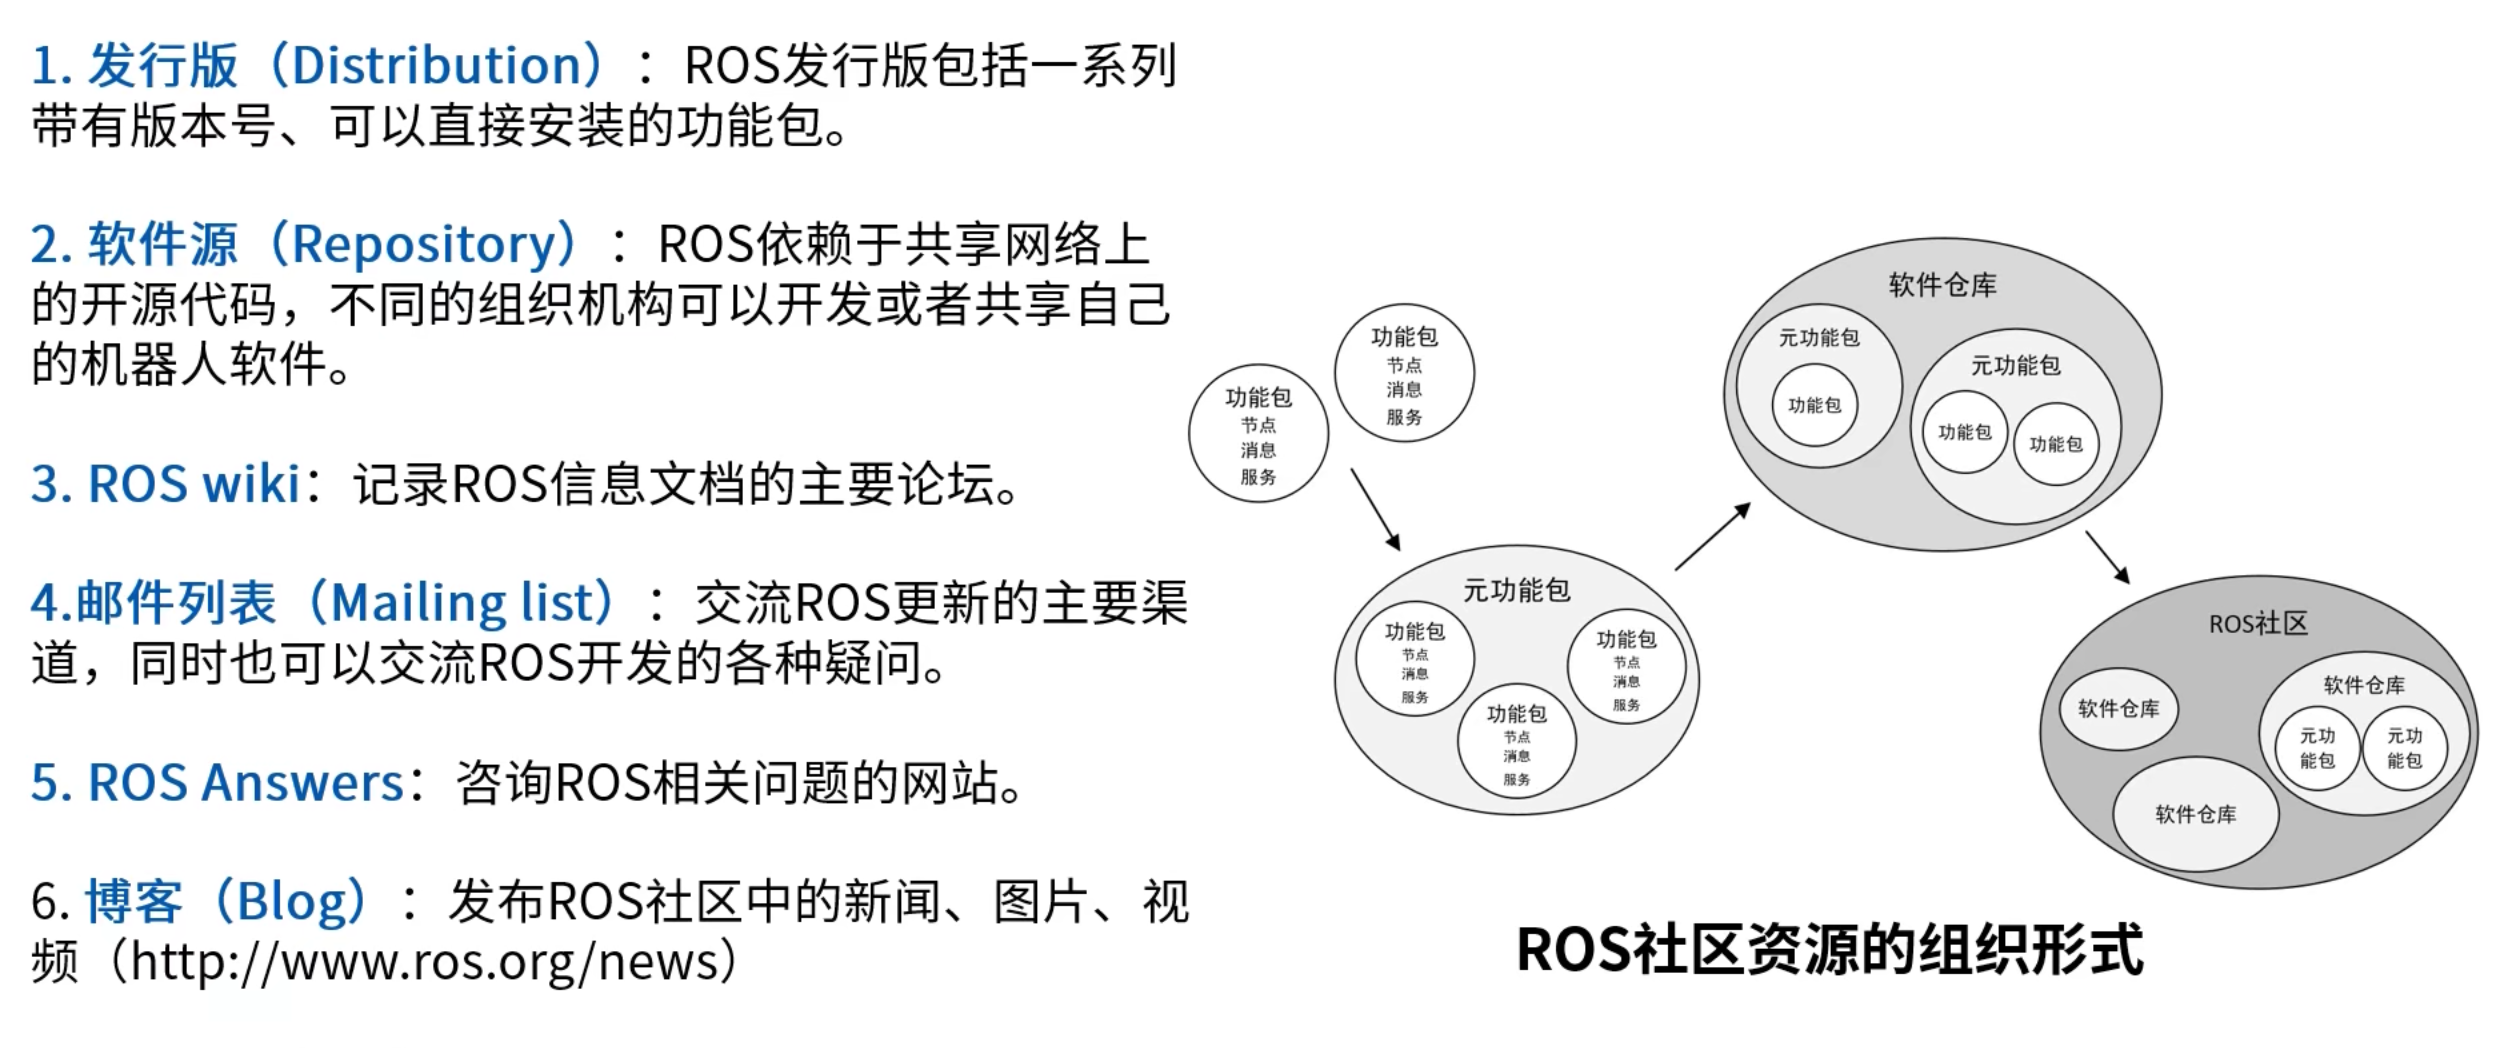 1. 发行版（Distribution）：ROS发行版包括一系列
带有版本号、可以直接安装的功能包。
2. 软件源（Repository）：ROS依赖于共享网络上
的开源代码，不同的组织机构可以开发或者共享自己
的机器人软件。
3. ROS wiki：记录ROS信息文档的主要论坛。
4.邮件列表（Mailing list）：交流ROS更新的主要渠
道，同时也可以交流ROS开发的各种疑问。
5. ROS Answers：咨询ROS相关问题的网站。
6. 博客（Blog）：发布ROS社区中的新闻、图片、视
频（http://www.ros.org/news）
功能包
节点
消息
服务
功能包
节点
消息
服务
元功能包
功能包
节点
消息
服务
功能包
节点
消息
服务
功能包
节点
消息
服务
软件仓库
元功能包
功能包
元功能包
功能包
功能包
ROS社区
软件仓库
软件仓库
软件仓库
元功
能包
元功
能包
ROS社区资源的组织形式